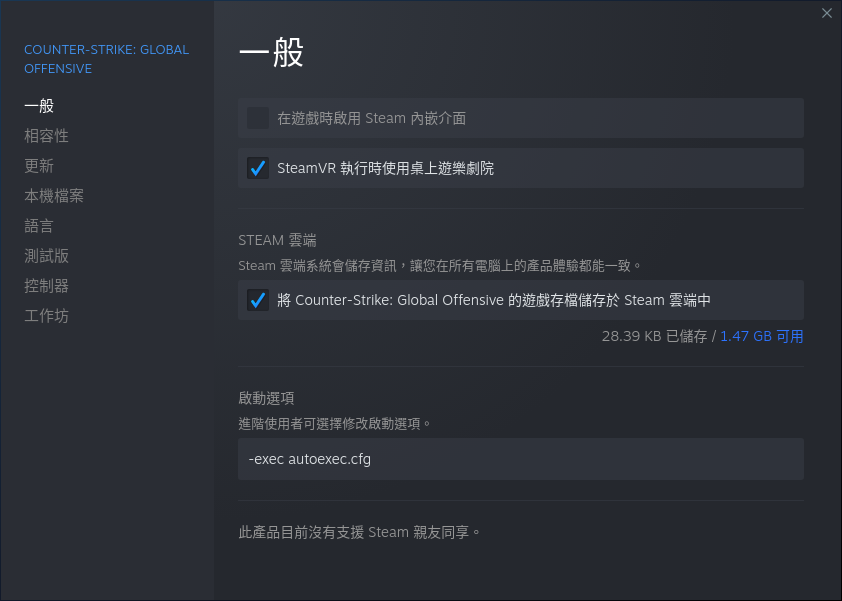 COUNTER-STRIKE: GLOBAL
OFFENSIVE
一般
相容性
更新
本機檔案
語言
測試版
控制器
工作坊
一般
在遊戲時啟用 Steam 內嵌介面
SteamVR 執行時使用桌上遊樂劇院
STEAM 雲端
Steam 雲端系統會儲存資訊，讓您在所有電腦上的產品體驗都能一致。
將 Counter-Strike: Global Offensive 的遊戲存檔儲存於 Steam 雲端中
28.39 KB 已儲存 / 1.47 GB 可用
啟動選項
進階使用者可選擇修改啟動選項。
-exec autoexec.cfg
此產品目前沒有支援 Steam 親友同享。